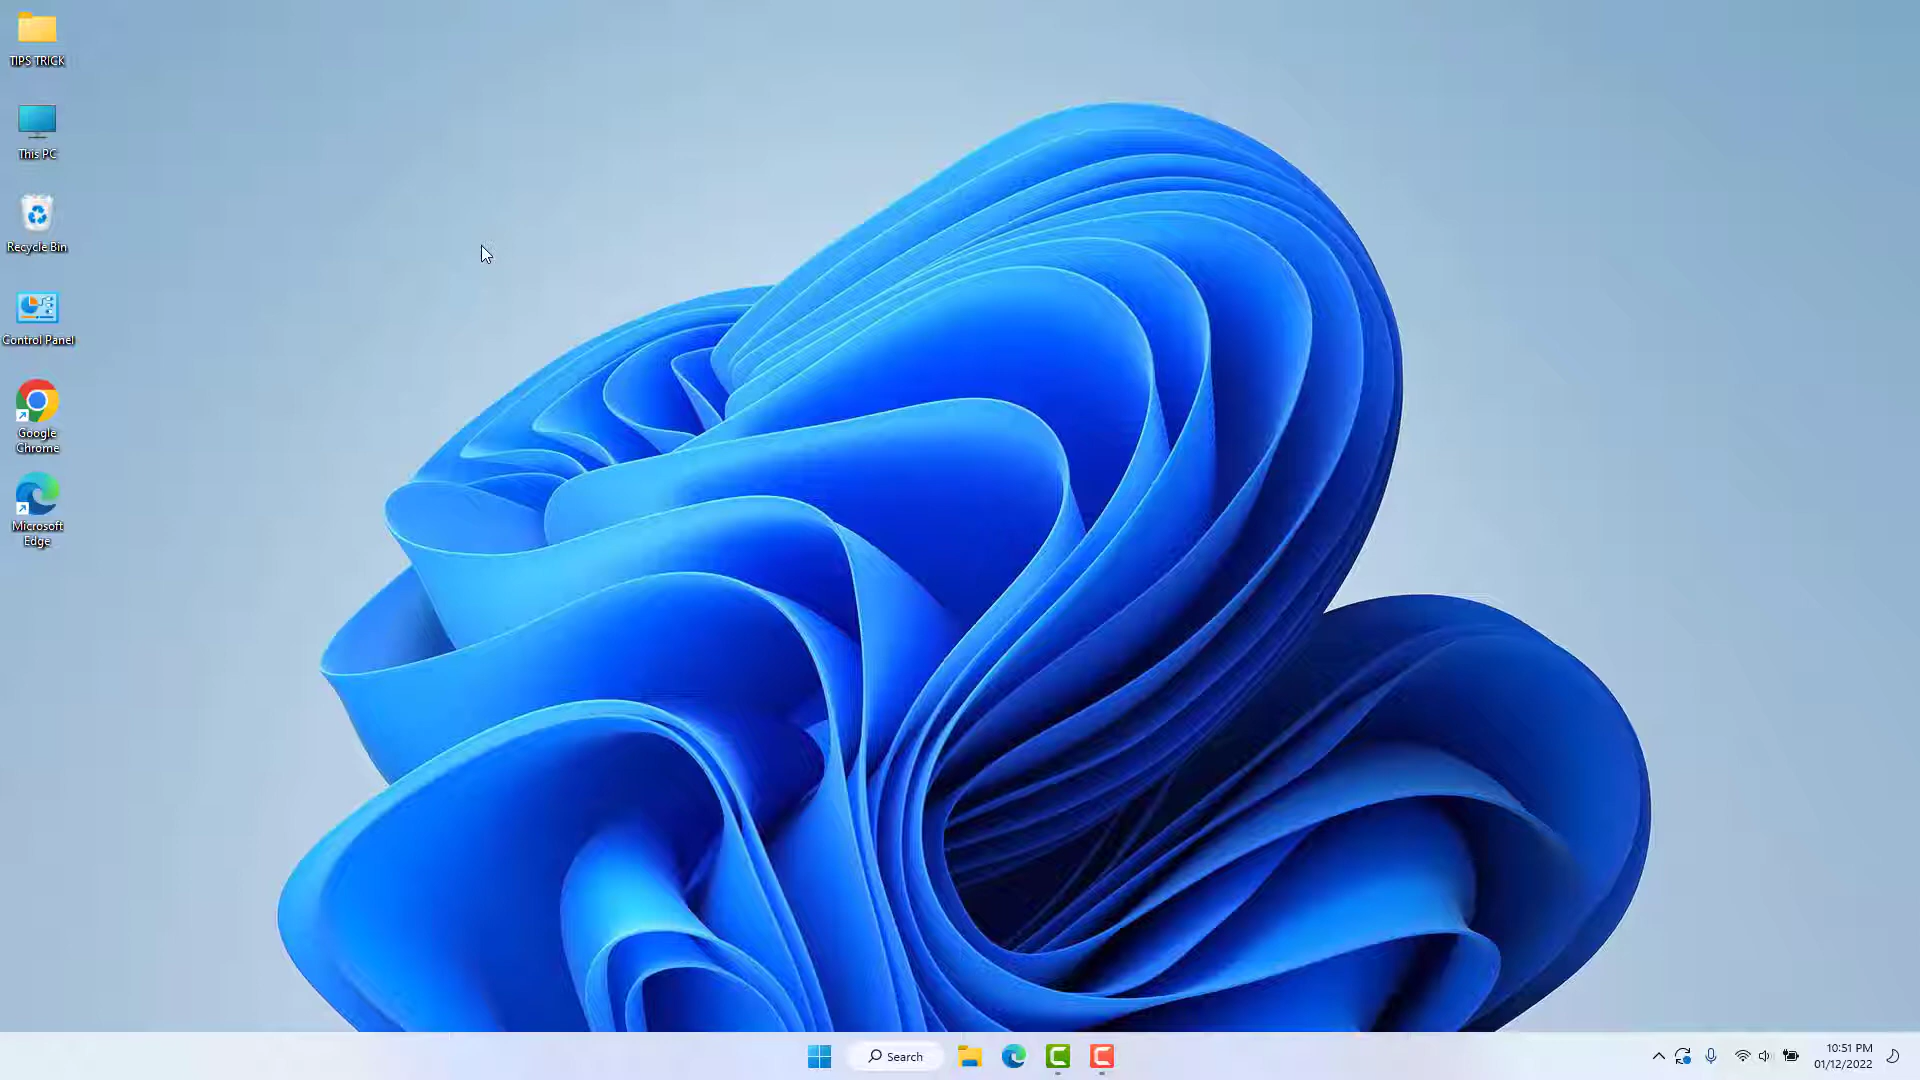 TIPS TRICK
This PC
Recycle Bin
Control Panel
Google
Chrome
Microsoft
Edge
Search
10:51 PM
01/12/2022